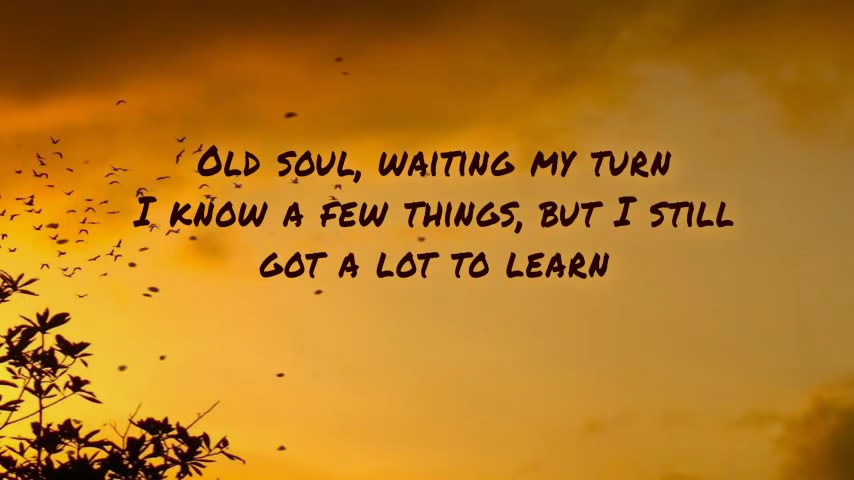 Old soul, waiting my turn
I know a few things, but I still
got a lot to learn